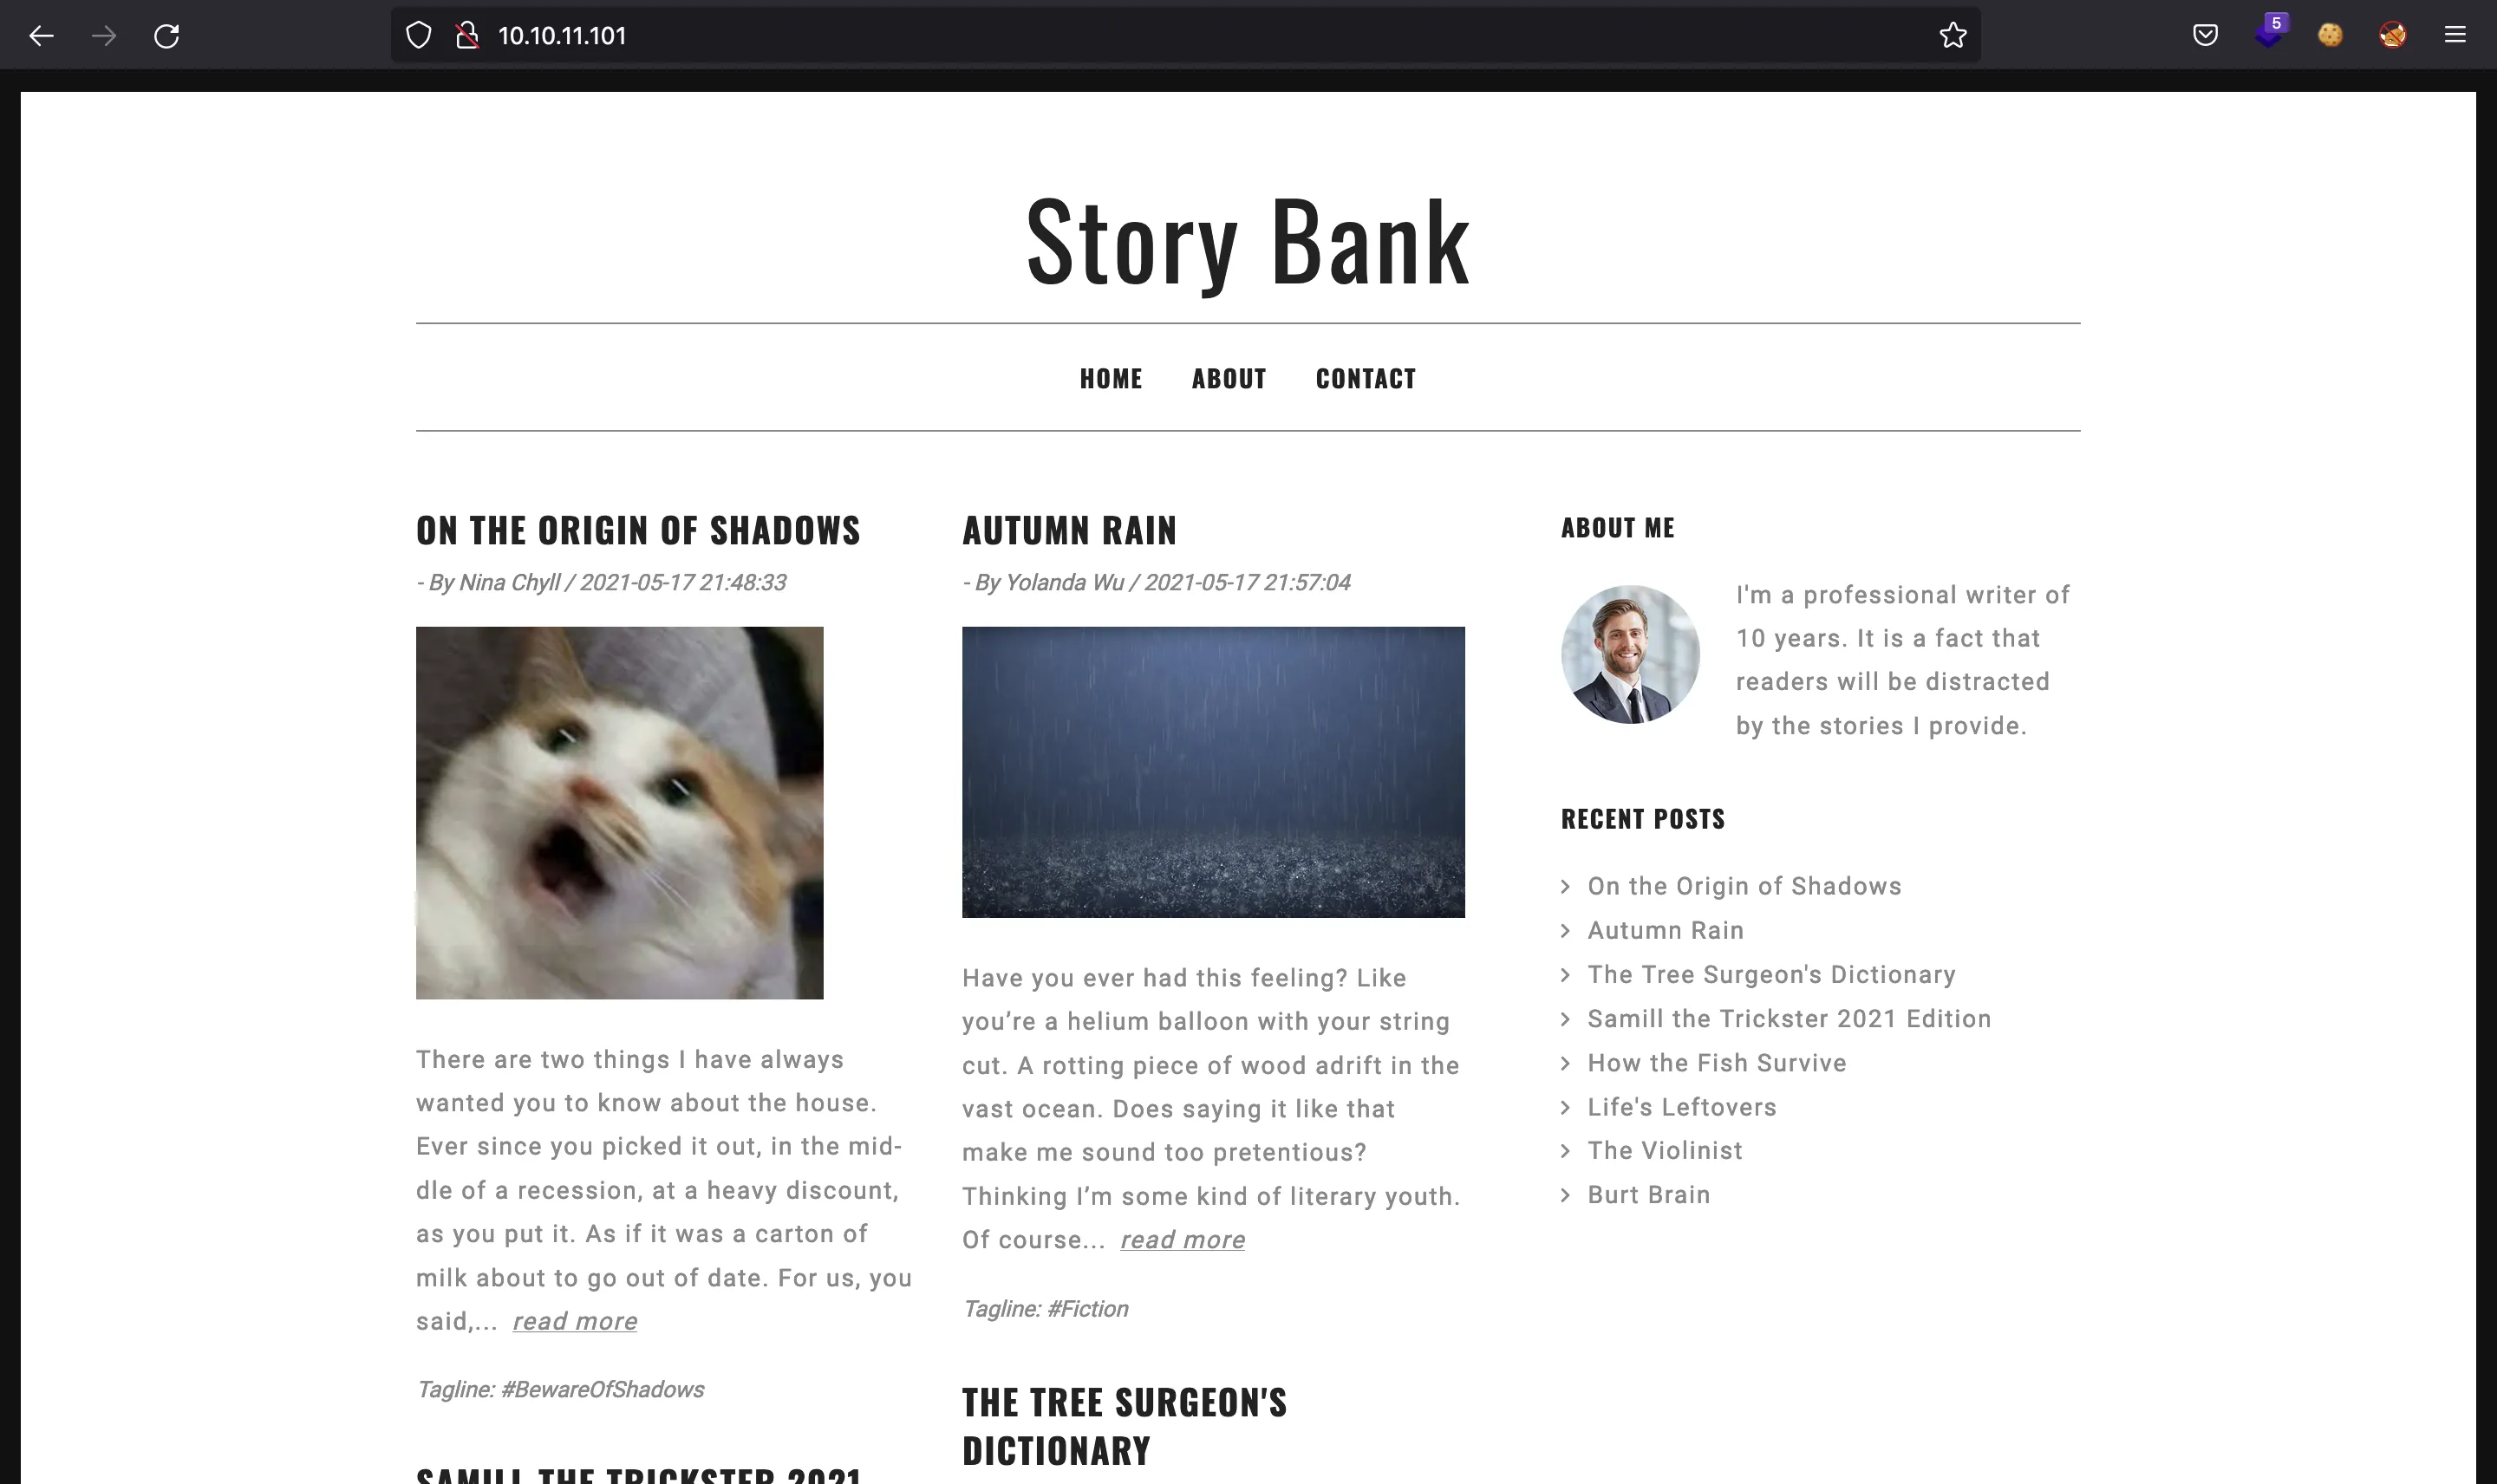 5
10.10.11.101
Story Bank
HOME ABOUT CONTACT
ON THE ORIGIN OF SHADOWS
- By Nina Chyll / 2021-05-17 21:48:33
There are two things I have always
wanted you to know about the house.
Ever since you picked it out, in the mid-
dle of a recession, at a heavy discount,
as you put it. As if it was a carton of
milk about to go out of date. For us, you
said,... read more
Tagline: #BewareOfShadows
SAMILL THE TRICKSTER 2021
AUTUMN RAIN
- By Yolanda Wu / 2021-05-17 21:57:04
Have you ever had this feeling? Like
you’re a helium balloon with your string
cut. A rotting piece of wood adrift in the
vast ocean. Does saying it like that
make me sound too pretentious?
Thinking I’m some kind of literary youth.
Of course... read more
Tagline: #Fiction
THE TREE SURGEON'S
DICTIONARY
ABOUT ME
I'm a professional writer of
10 years. It is a fact that
readers will be distracted
by the stories I provide.
RECENT POSTS
On the Origin of Shadows
Autumn Rain
The Tree Surgeon's Dictionary
Samill the Trickster 2021 Edition
How the Fish Survive
Life's Leftovers
The Violinist
Burt Brain